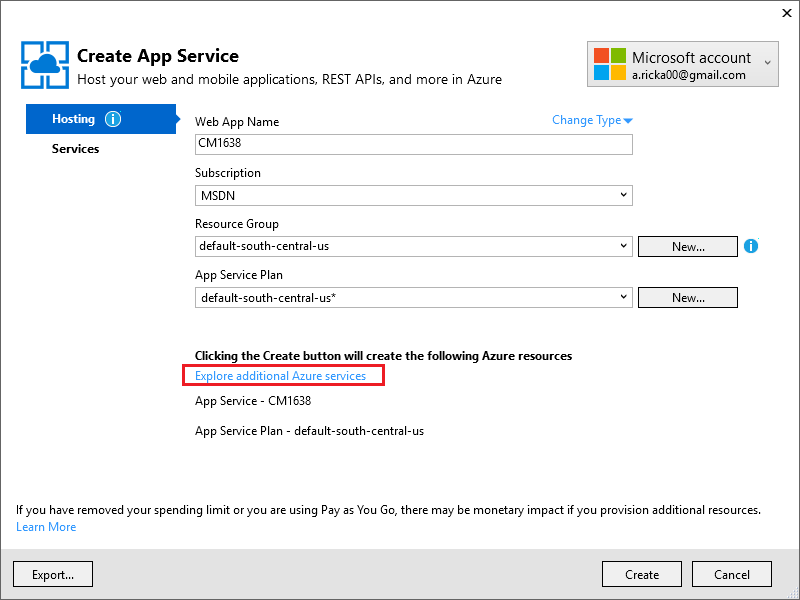 Create App Service
Host your web and mobile applications, REST APIs, and more in Azure
Microsoft account
a.ricka00@gmail.com
Hosting
Services
Web App Name
Change Type
CM1638
Subscription
MSDN
Resource Group
default-south-central-us
New...
App Service Plan
default-south-central-us*
New...
Clicking the Create button will create the following Azure resources
Explore additional Azure services
App Service - CM1638
App Service Plan - default-south-central-us
If you have removed your spending limit or you are using Pay as You Go, there may be monetary impact if you provision additional resources.
Learn More
Export...
Create
Cancel